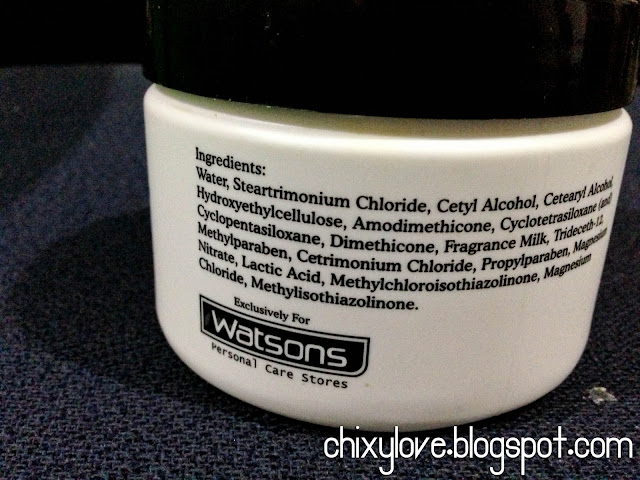 Ingredients:
Water, Steartrimonium Chloride, Cetyl Alcohol, Cetearyl Alcohol,
Hydroxyethylcellulose, Amodimethicone, Cyclotetrasiloxane (and)
Cyclopentasiloxane, Dimethicone, Fragrance Milk, Trideceth-12,
Methylparaben, Cetrimonium Chloride, Propylparaben, Magnesium
Nitrate, Lactic Acid, Methylchloroisothiazolinone, Magnesium
Chloride, Methylisothiazolinone.
Exclusively For
watsons
Personal Care Stores
chixylove.blogspot.com